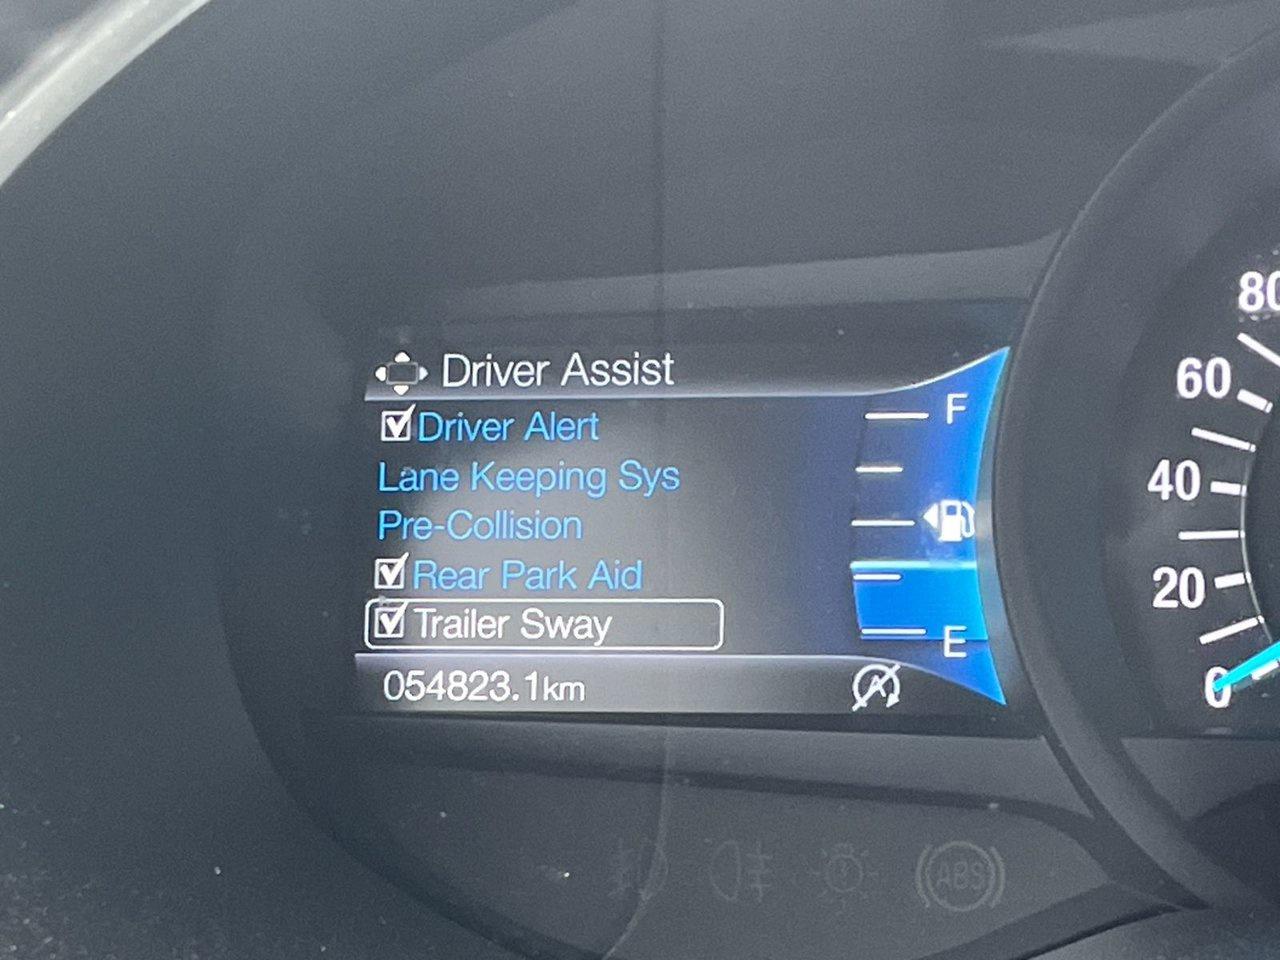 Driver Assist
Driver Alert
Lane Keeping Sys
Pre-Collision
Rear Park Aid
Trailer Sway
054823.1km
F
E
A
80
60
40
20
0
ABS